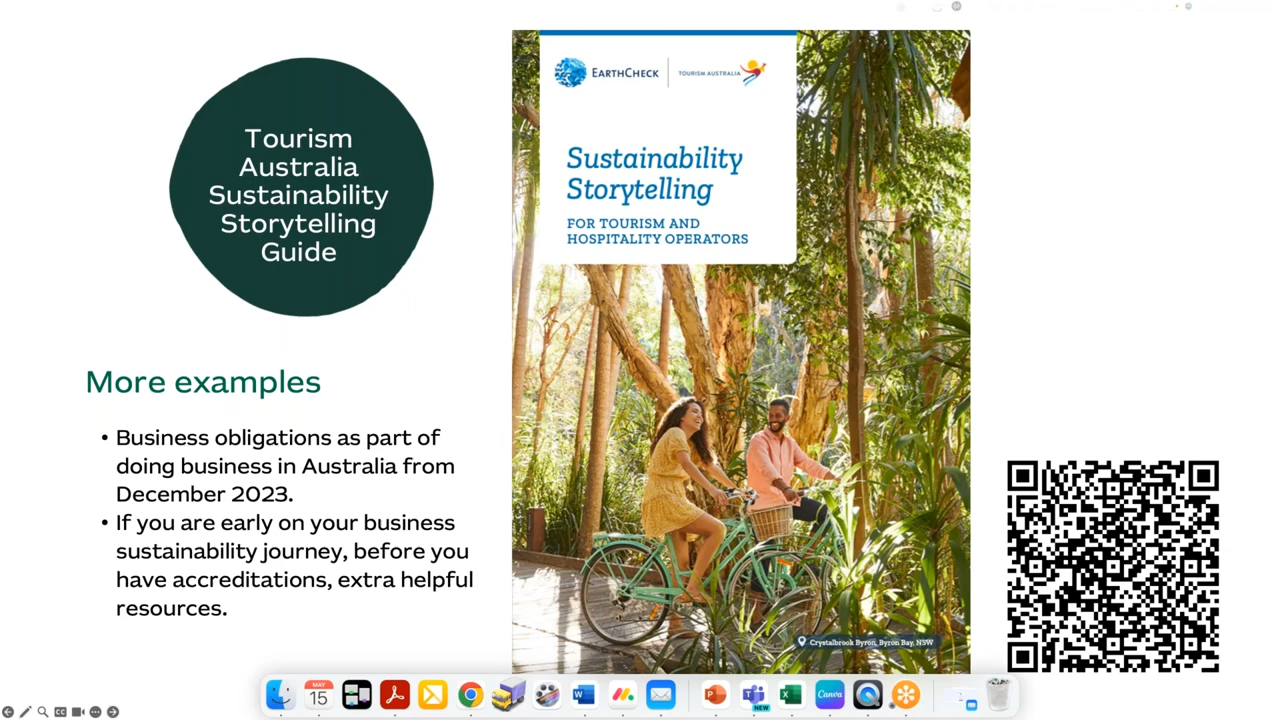 Tourism
Australia
Sustainability
Storytelling
Guide
More examples
• Business obligations as part of
doing business in Australia from
December 2023.
• If you are early on your business
sustainability journey, before you
have accreditations, extra helpful
resources.
EARTHCHECK
TOURISM AUSTRALIA
Sustainability
Storytelling
FOR TOURISM AND
HOSPITALITY OPERATORS
Crystalbrook Byron, Byron Bay, NSW
MAY
15
W
P
NEW
X
Canva
CC